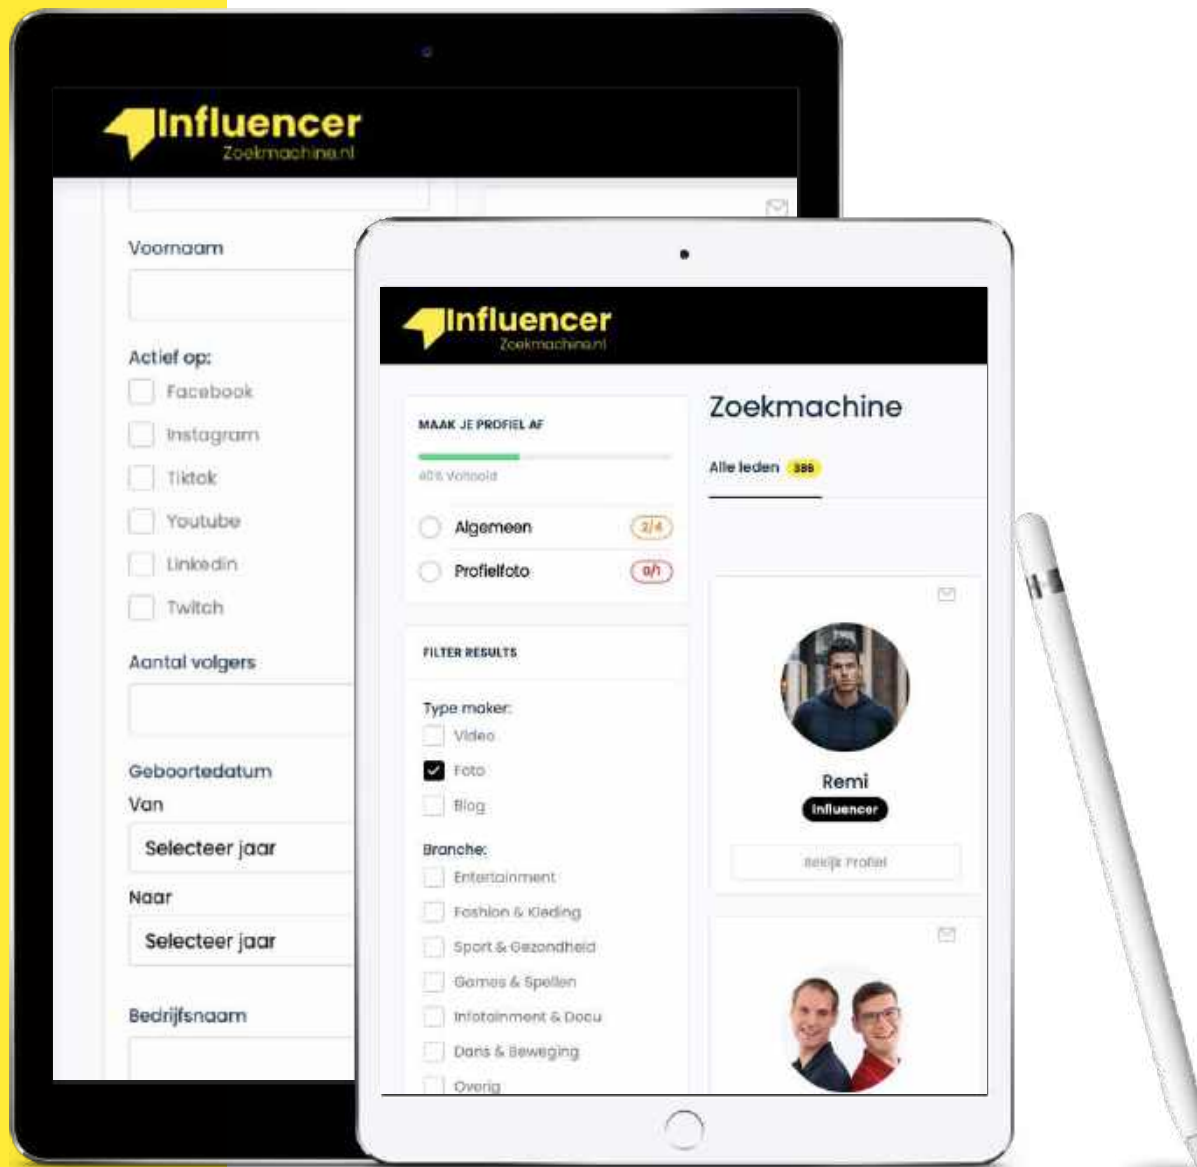 Influencer
Zoekmachine.nl
Voornaam
Actief op:
Facebook
Instagram
Tiktok
Youtube
Linkedin
Twitch
Aantal volgers
Geboortedatum
Van
Selecteer jaar
Naar
Selecteer jaar
Bedrijfsnaam
Influencer
Zoekmachine.nl
MAAK JE PROFIEL AF
40% Voltooid
Algemeen 2/4
Profielfoto 0/1
FILTER RESULTS
Type maker:
Video
Foto
Blog
Branche:
Entertainment
Fashion & Kleding
Sport & Gezondheid
Games & Spellen
Infotainment & Docu
Dans & Beweging
Overig
Zoekmachine
Alle leden 386
Remi
Influencer
Bekijk Profiel